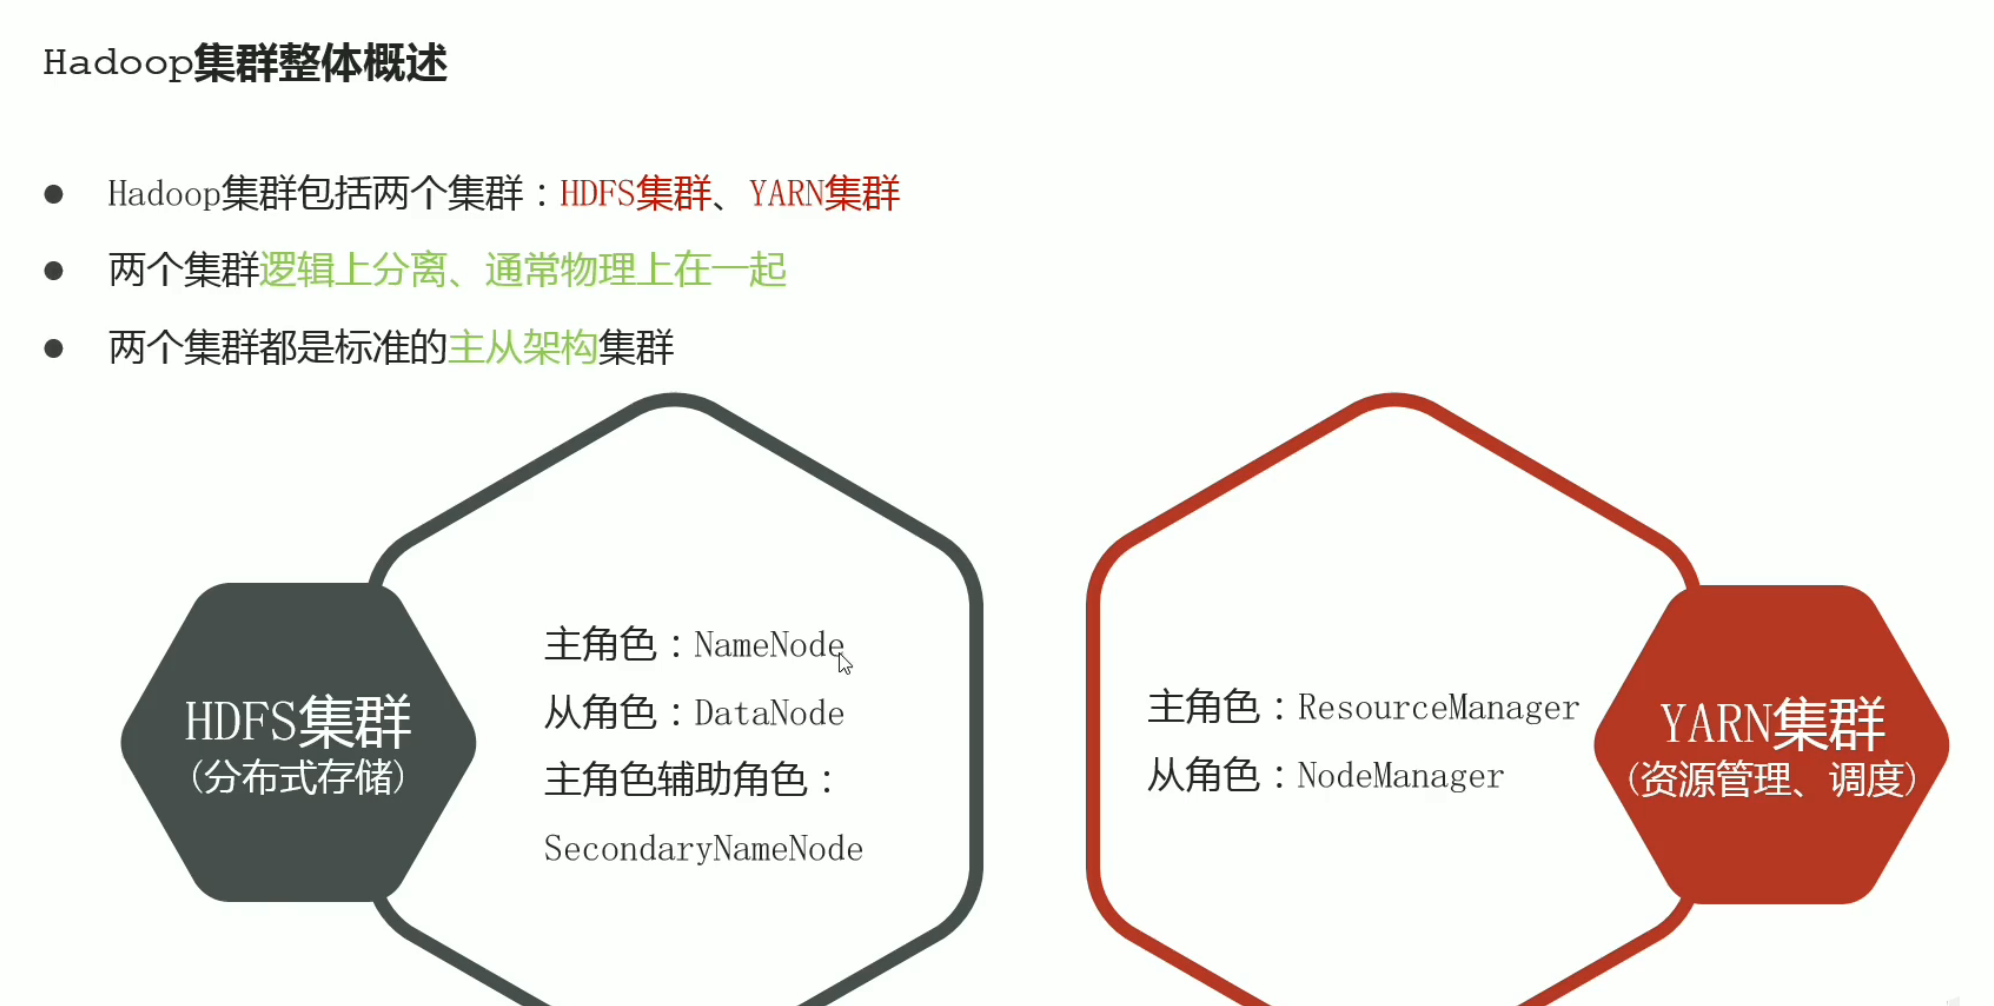 Hadoop集群整体概述
● Hadoop集群包括两个集群：HDFS集群、YARN集群
● 两个集群逻辑上分离、通常物理上在一起
● 两个集群都是标准的主从架构集群
HDFS集群
（分布式存储）
主角色：NameNode
从角色：DataNode
主角色辅助角色：
SecondaryNameNode
主角色：ResourceManager
从角色：NodeManager
YARN集群
（资源管理、调度）